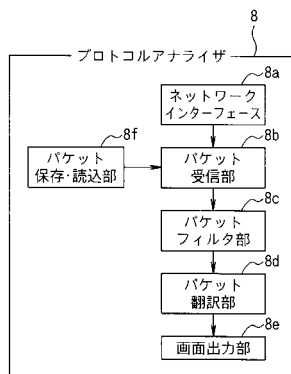 8
プロトコルアナライザ
8a
ネットワーク
インターフェース
8f
8b
パケット
保存・読込部
パケット
受信部
8c
パケット
フィルタ部
8d
パケット
翻訳部
8e
画面出力部